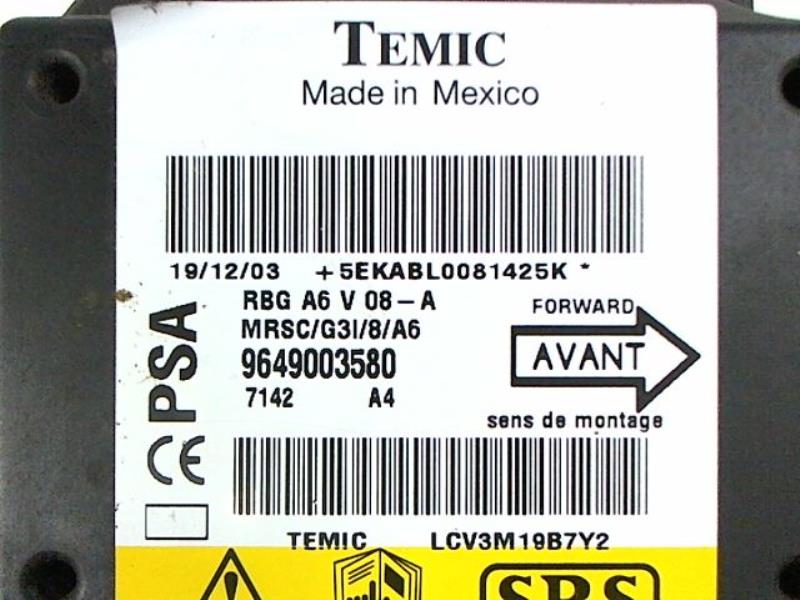 TEMIC
Made in Mexico
19/12/03 +5EKABL0081425K *
RBG A6 V 08-A
MRSC/G3I/8/A6
9649003580
7142 A4
PSA
CE
FORWARD
AVANT
sens de montage
TEMIC LCV3M19B7Y2
SRS